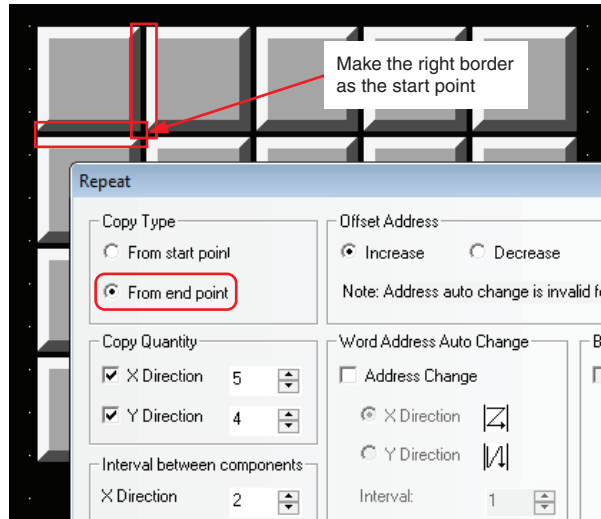 Make the right border
as the start point
Repeat
Copy Type
From start point
From end point
Offset Address
Increase
Decrease
Note: Address auto change is invalid
Copy Quantity
X Direction
5
Y Direction
4
Word Address Auto Change
Address Change
X Direction
Y Direction
Interval:
1
Interval between components
X Direction
2